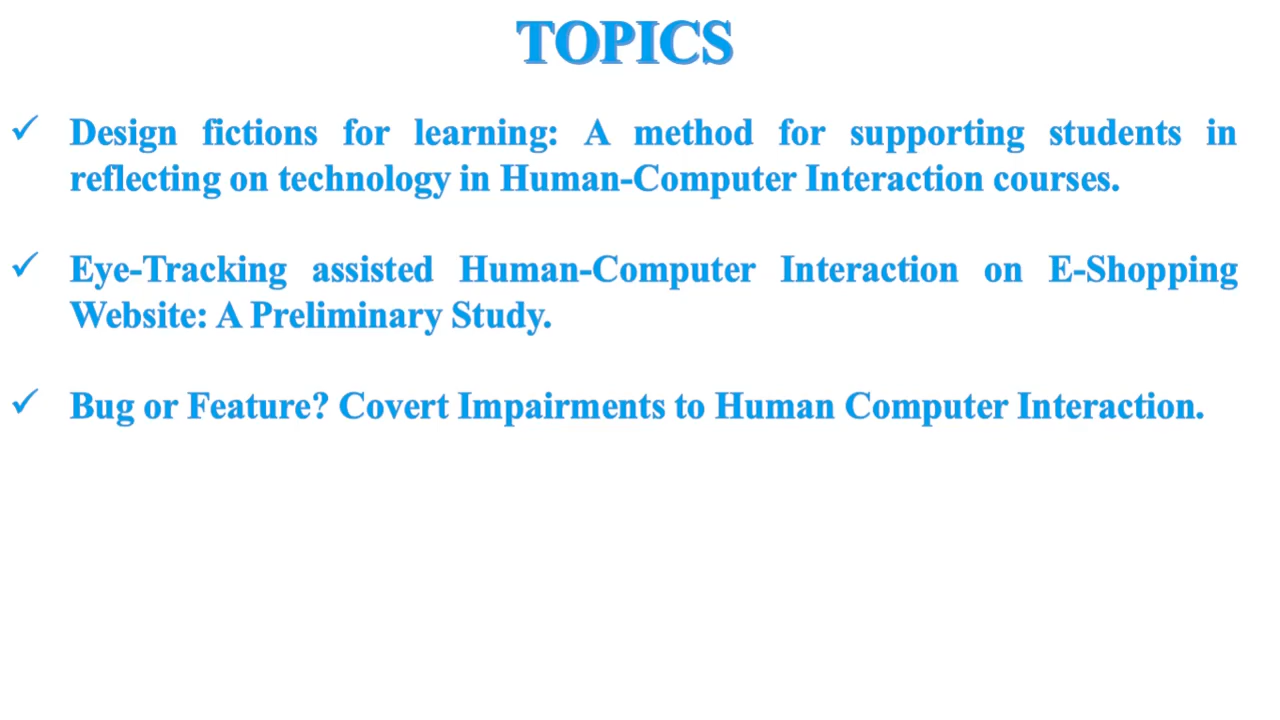 TOPICS
✓ Design fictions for learning: A method for supporting students in
reflecting on technology in Human-Computer Interaction courses.
✓ Eye-Tracking assisted Human-Computer Interaction on E-Shopping
Website: A Preliminary Study.
✓ Bug or Feature? Covert Impairments to Human Computer Interaction.